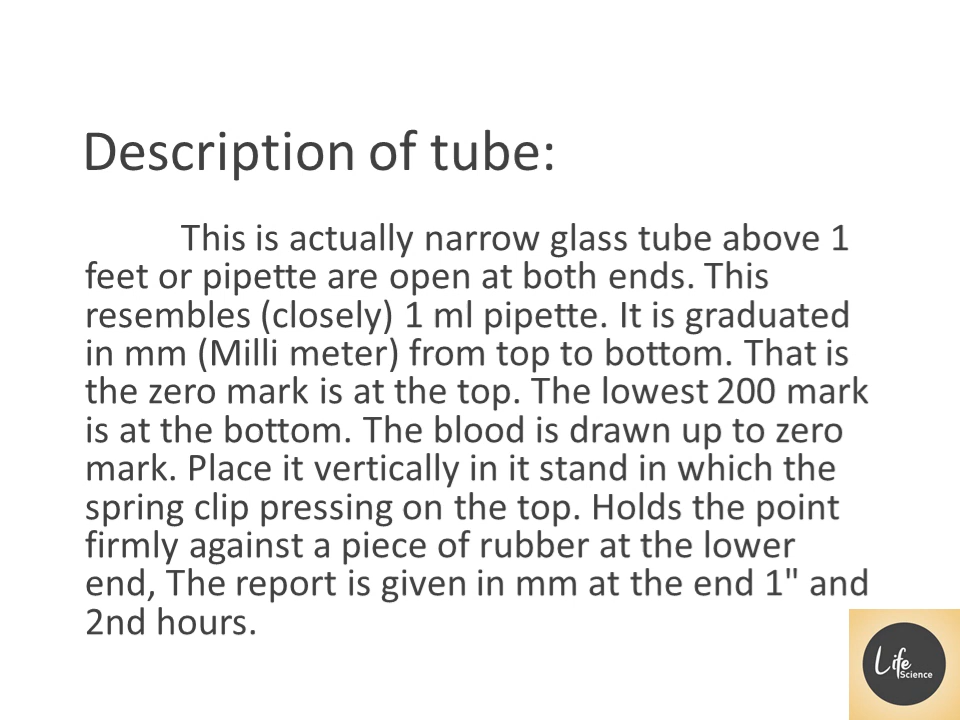 Description of tube:
This is actually narrow glass tube above 1
feet or pipette are open at both ends. This
resembles (closely) 1 ml pipette. It is graduated
in mm (Milli meter) from top to bottom. That is
the zero mark is at the top. The lowest 200 mark
is at the bottom. The blood is drawn up to zero
mark. Place it vertically in it stand in which the
spring clip pressing on the top. Holds the point
firmly against a piece of rubber at the lower
end, The report is given in mm at the end 1" and
2nd hours.
Life
Science